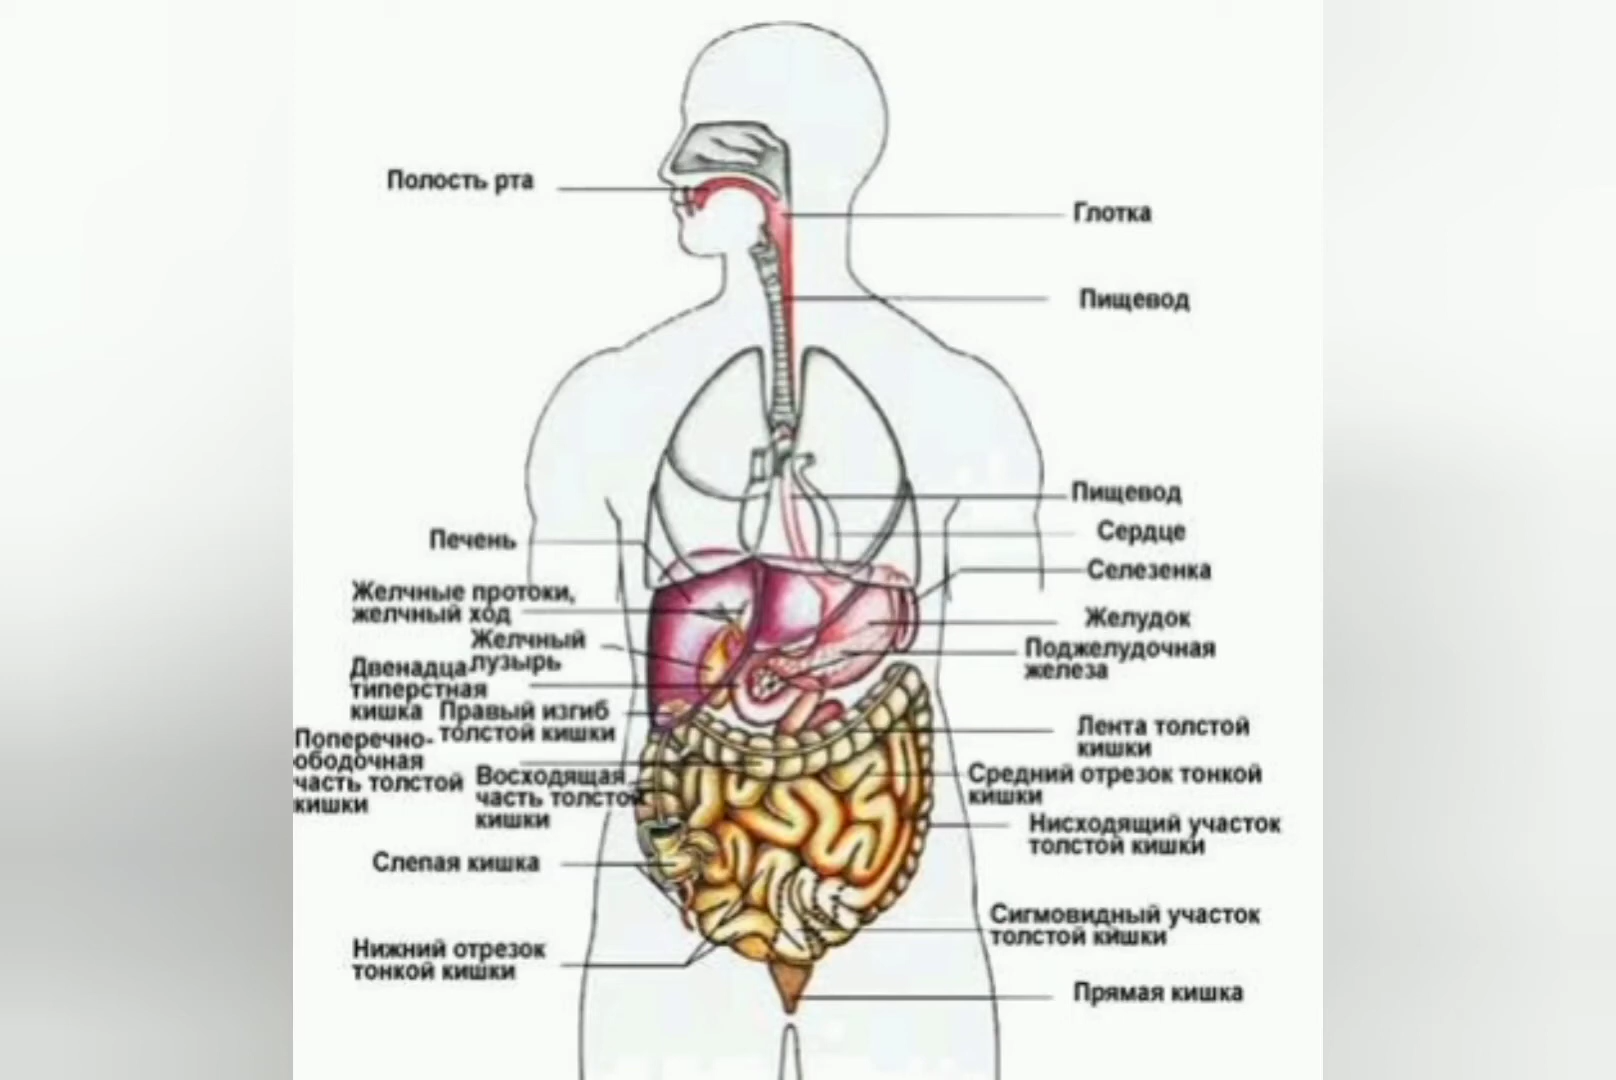 Полость рта
Глотка
Пищевод
Пищевод
Сердце
Печень
Селезенка
Желчные протоки,
желчный ход
Желудок
Желчный
пузырь
Поджелудочная
железа
Двенадца-
типерстная
кишка
Правый изгиб
толстой кишки
Лента толстой
кишки
Поперечно-
ободочная
часть толстой
кишки
Восходящая
часть толстой
кишки
Средний отрезок тонкой
кишки
Нисходящий участок
толстой кишки
Слепая кишка
Сигмовидный участок
толстой кишки
Нижний отрезок
тонкой кишки
Прямая кишка